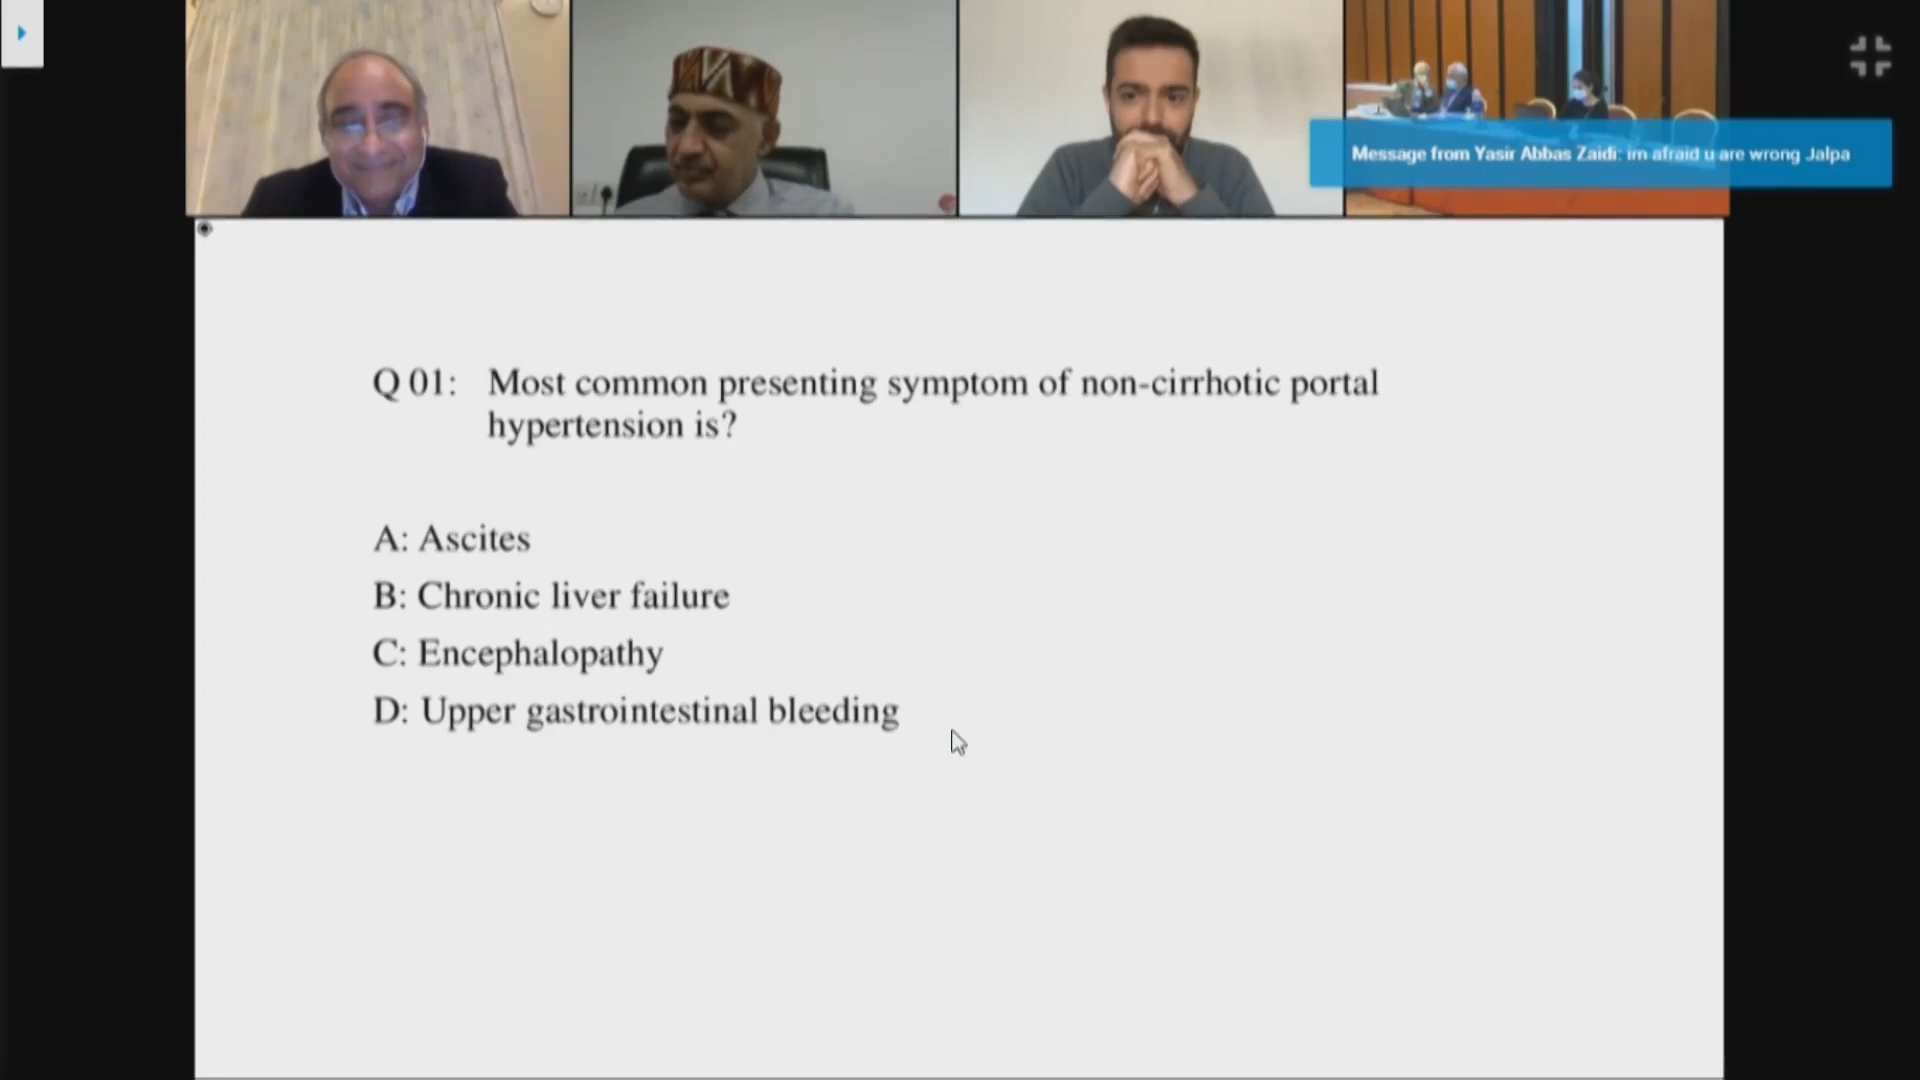 Message from Yasir Abbas Zaidi: im afraid u are wrong Jalpa
Q 01: Most common presenting symptom of non-cirrhotic portal
hypertension is?
A: Ascites
B: Chronic liver failure
C: Encephalopathy
D: Upper gastrointestinal bleeding